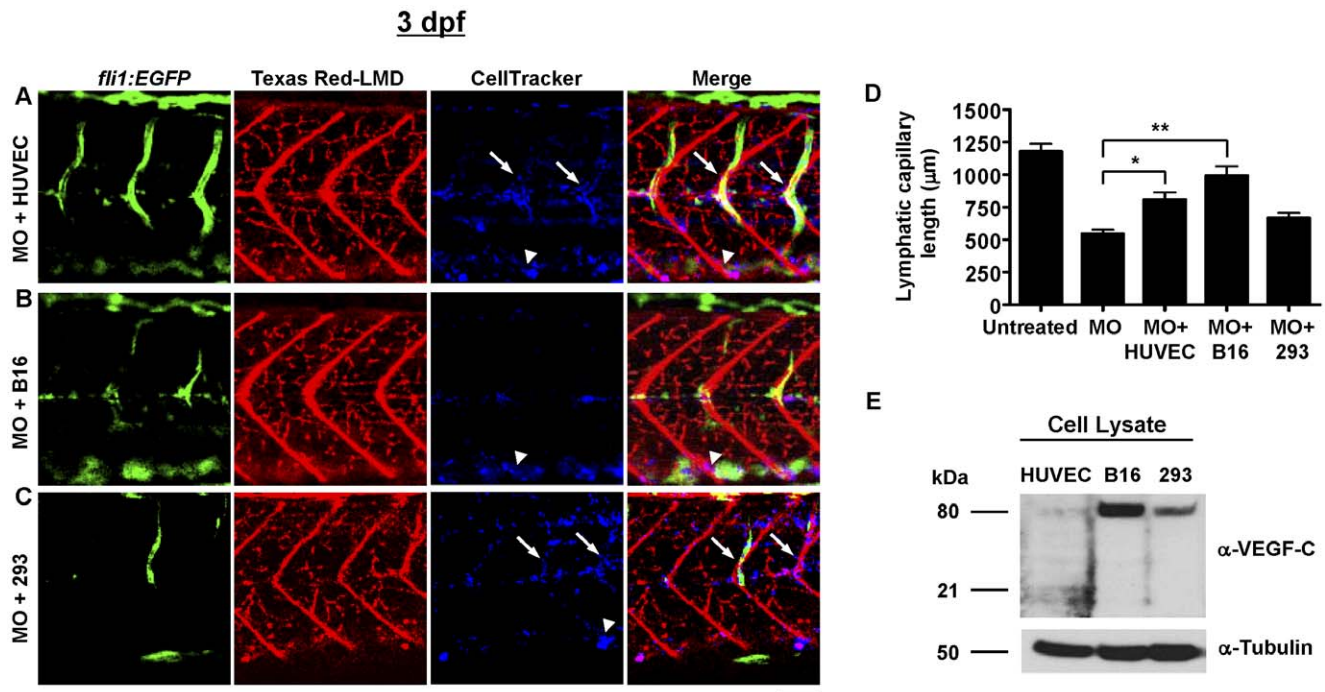 3 dpf
fli1:EGFP
Texas Red-LMD
CellTracker
Merge
A
MO + HUVEC
B
MO + B16
C
MO + 293
D
Lymphatic capillary
length (μm)
1500
1250
1000
750
500
250
0
**
*
Untreated
MO
MO+
HUVEC
MO+
B16
MO+
293
E
Cell Lysate
kDa
HUVEC
B16
293
80
α-VEGF-C
21
50
α-Tubulin